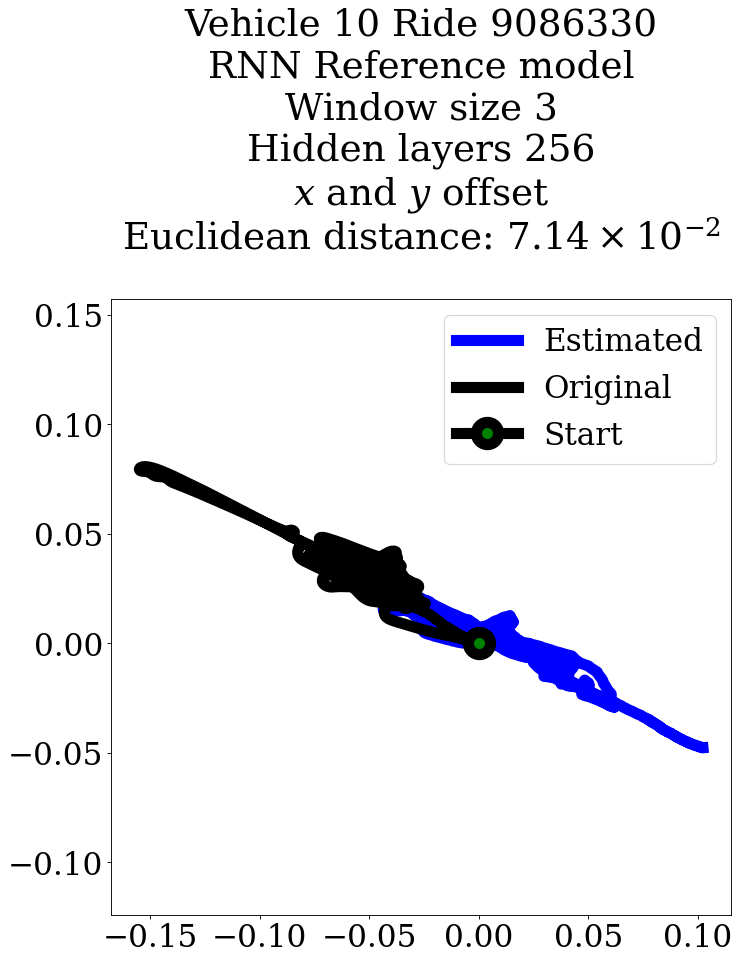 Vehicle 10 Ride 9086330
RNN Reference model
Window size 3
Hidden layers 256
x and y offset
Euclidean distance: 7.14 × 10⁻²
0.15
0.10
0.05
0.00
−0.05
−0.10
Estimated
Original
Start
−0.15 −0.10 −0.05 0.00 0.05 0.10